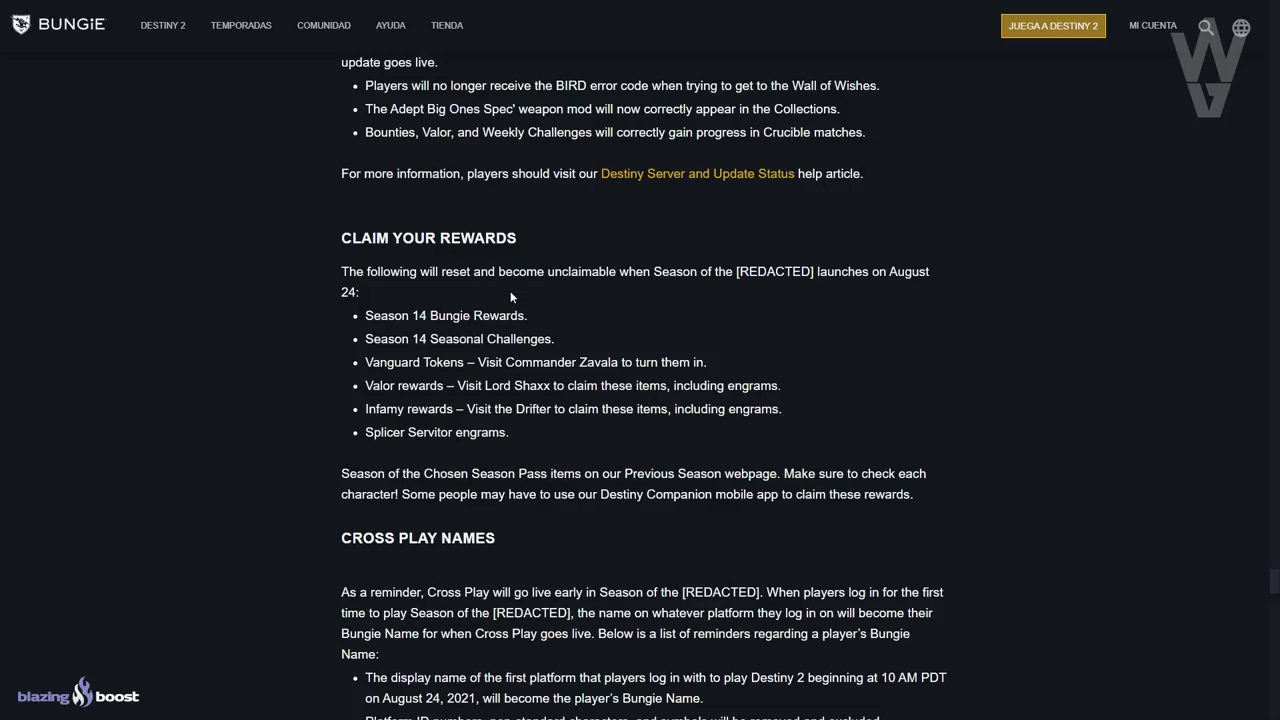 BUNGiE DESTINY 2 TEMPORADAS COMUNIDAD AYUDA TIENDA JUEGA A DESTINY 2 MI CUENTA
update goes live.
• Players will no longer receive the BIRD error code when trying to get to the Wall of Wishes.
• The Adept Big Ones Spec' weapon mod will now correctly appear in the Collections.
• Bounties, Valor, and Weekly Challenges will correctly gain progress in Crucible matches.
For more information, players should visit our Destiny Server and Update Status help article.
CLAIM YOUR REWARDS
The following will reset and become unclaimable when Season of the [REDACTED] launches on August
24:
• Season 14 Bungie Rewards.
• Season 14 Seasonal Challenges.
• Vanguard Tokens – Visit Commander Zavala to turn them in.
• Valor rewards – Visit Lord Shaxx to claim these items, including engrams.
• Infamy rewards – Visit the Drifter to claim these items, including engrams.
• Splicer Servitor engrams.
Season of the Chosen Season Pass items on our Previous Season webpage. Make sure to check each
character! Some people may have to use our Destiny Companion mobile app to claim these rewards.
CROSS PLAY NAMES
As a reminder, Cross Play will go live early in Season of the [REDACTED]. When players log in for the first
time to play Season of the [REDACTED], the name on whatever platform they log in on will become their
Bungie Name for when Cross Play goes live. Below is a list of reminders regarding a player's Bungie
Name:
• The display name of the first platform that players log in with to play Destiny 2 beginning at 10 AM PDT
on August 24, 2021, will become the player's Bungie Name.
blazing boost